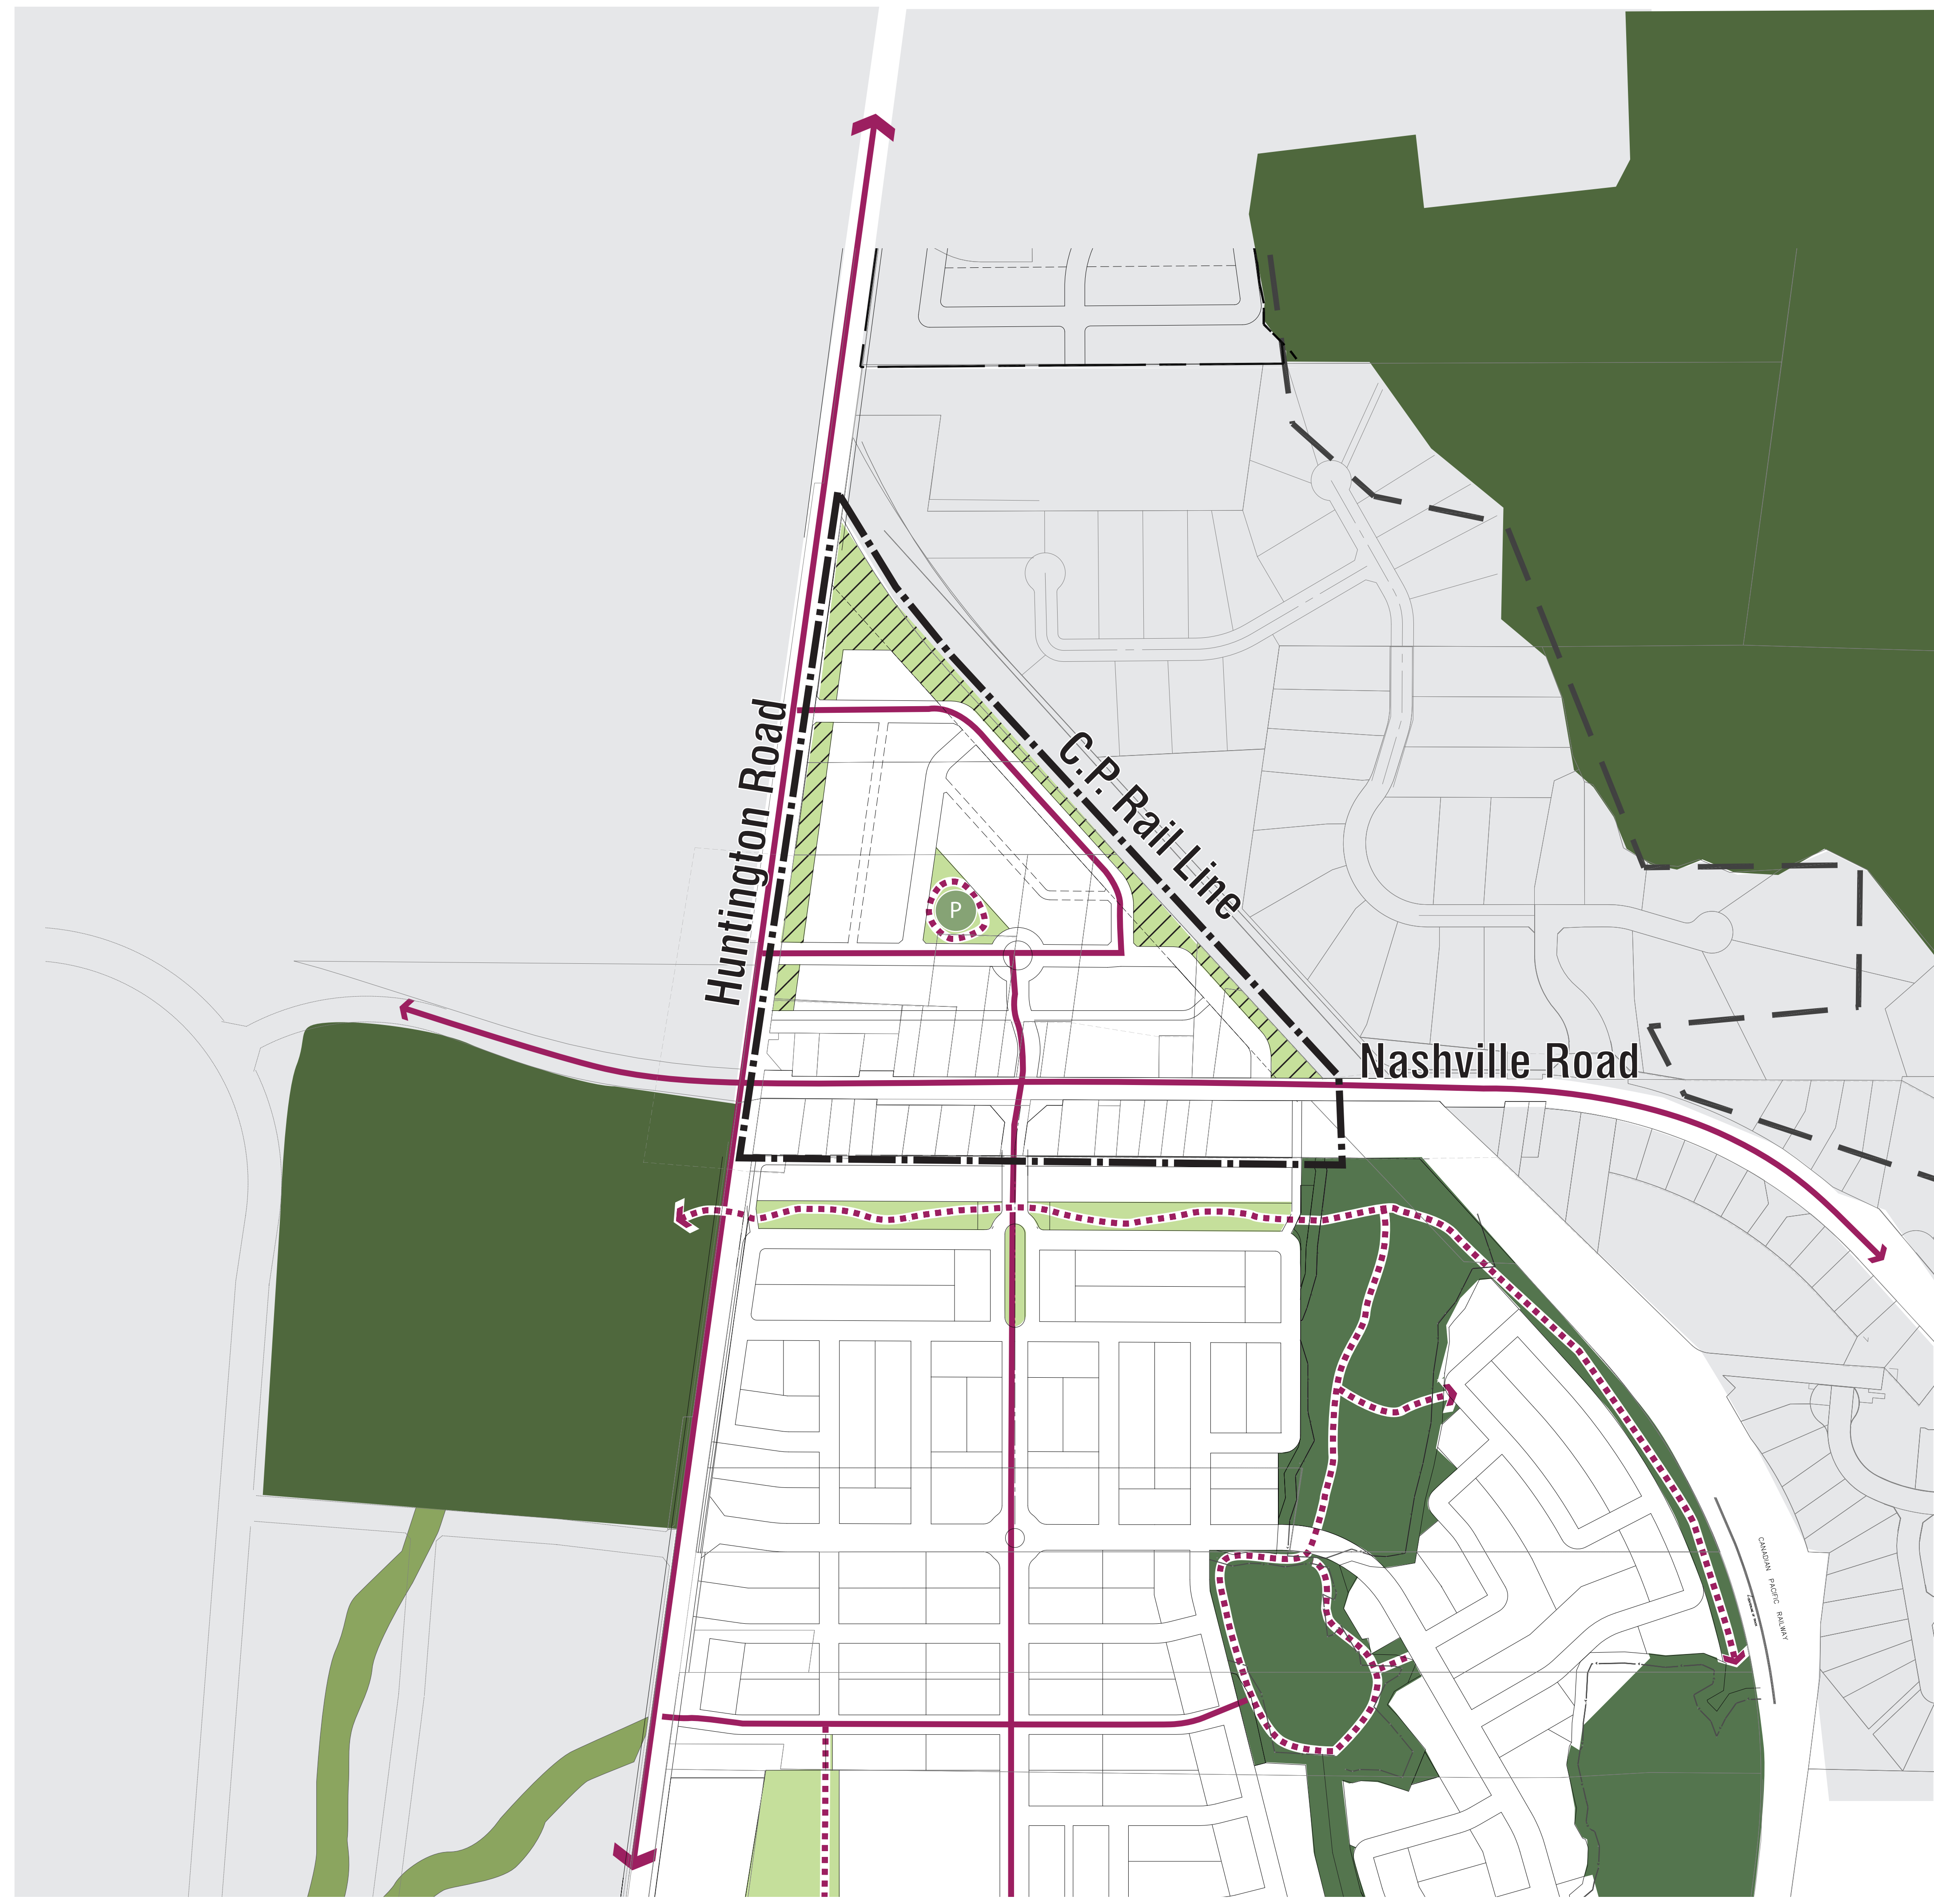 Huntington Road
C.P. Rail Line
P
Nashville Road
CANADIAN PACIFIC RAILWAY